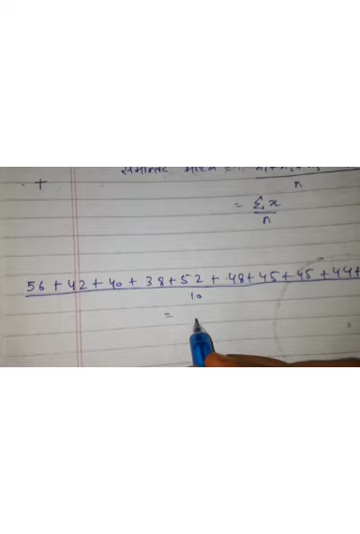 समान्तर माध्य =
n
= Σx
n
+
56 + 42 + 40 + 38 + 52 + 48 + 45 + 45 + 44 +
10
=